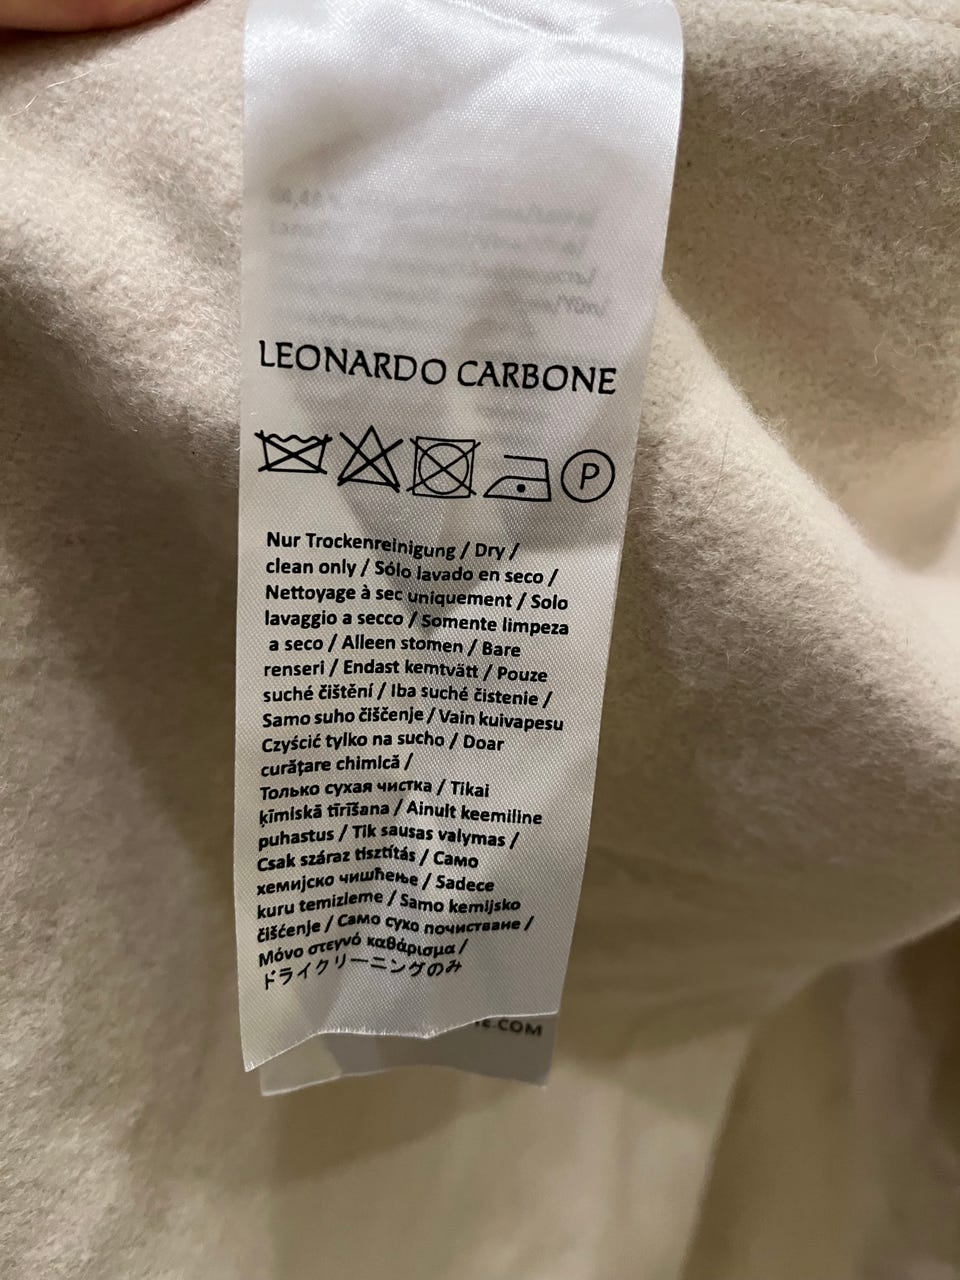 LEONARDO CARBONE
P
Nur Trockenreinigung / Dry /
clean only / Sólo lavado en seco /
Nettoyage à sec uniquement / Solo
lavaggio a secco / Somente limpeza
a seco / Alleen stomen / Bare
renseri / Endast kemtvätt / Pouze
suché čištění / Iba suché čistenie /
Samo suho čiščenje / Vain kuivapesu
Czyścić tylko na sucho / Doar
curăţare chimică /
Только сухая чистка / Tikai
ķīmiskā tīrīšana / Ainult keemiline
puhastus / Tik sausas valymas /
Csak száraz tisztítás / Само
хемијско чишћење / Sadece
kuru temizleme / Samo kemijsko
čišćenje / Само сухо почистване /
Μόνο στεγνό καθάρισμα /
ドライクリーニングのみ
E.COM